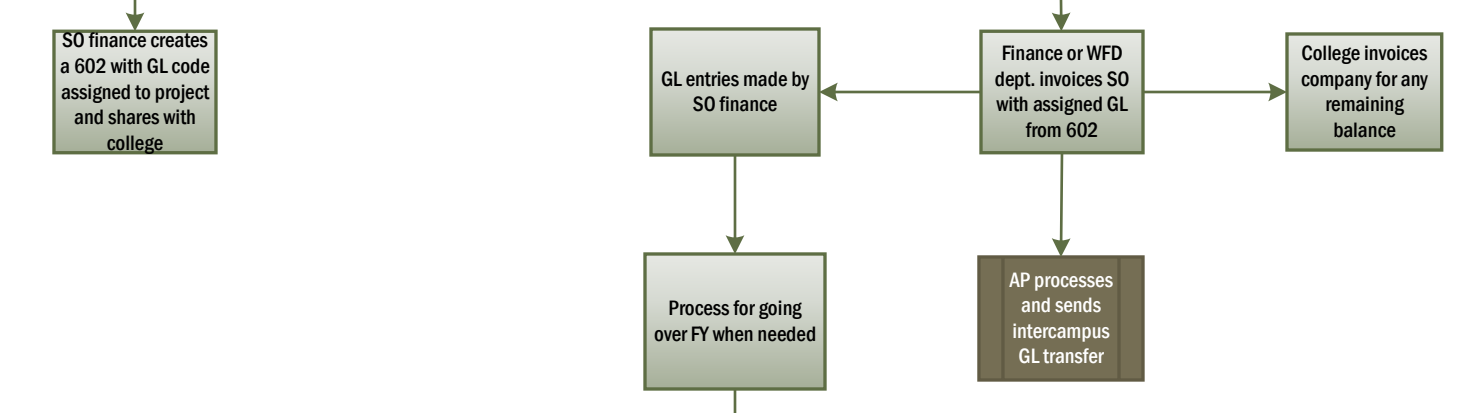 SO finance creates
a 602 with GL code
assigned to project
and shares with
college
GL entries made by
SO finance
Finance or WFD
dept. invoices SO
with assigned GL
from 602
College invoices
company for any
remaining
balance
Process for going
over FY when needed
AP processes
and sends
intercampus
GL transfer